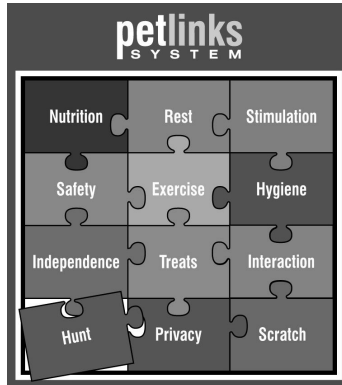 petlinks
SYSTEM
Nutrition Rest Stimulation
Safety Exercise Hygiene
Independence Treats Interaction
Hunt Privacy Scratch